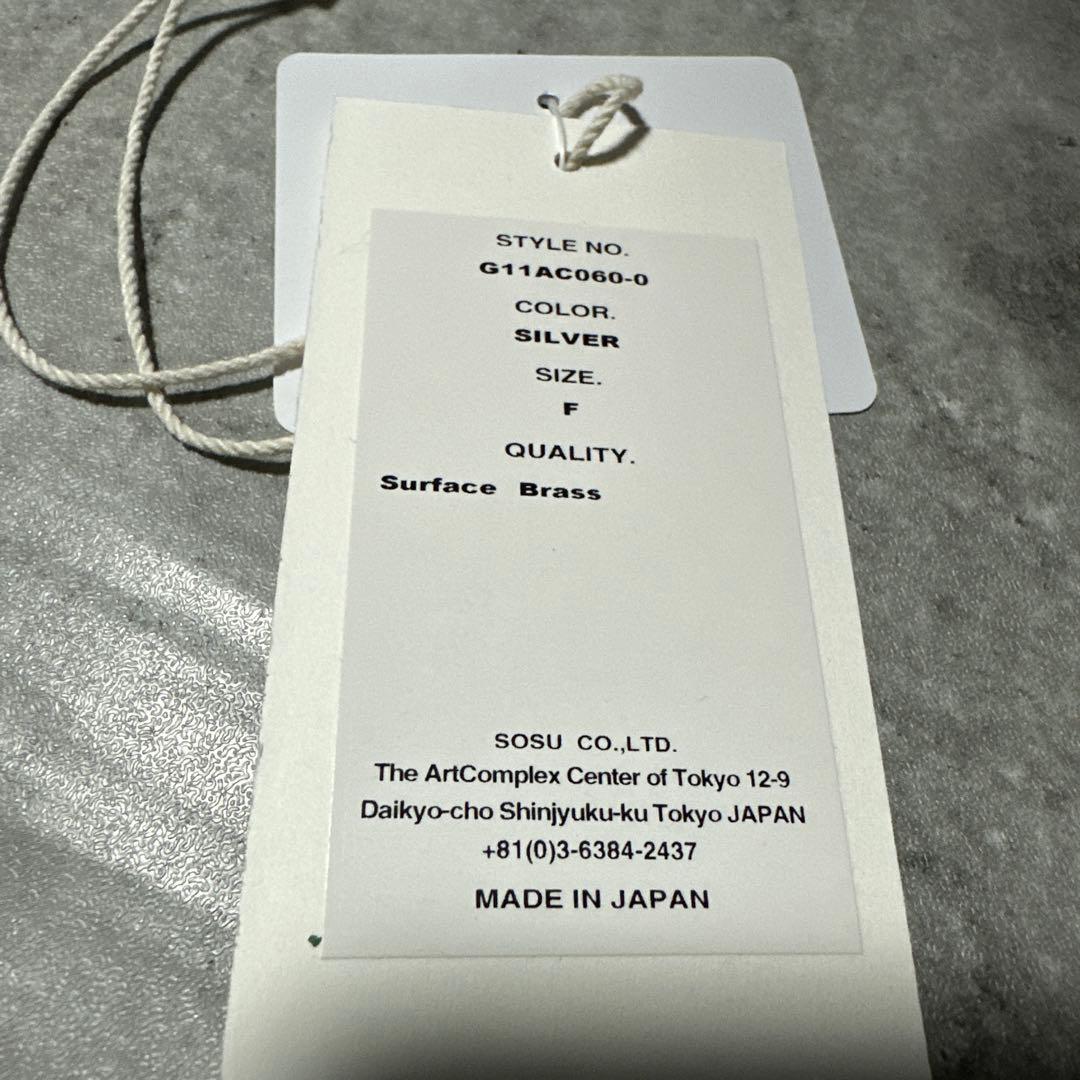 STYLE NO.
G11AC060-0
COLOR.
SILVER
SIZE.
F
QUALITY.
Surface Brass
SOSU CO.,LTD.
The ArtComplex Center of Tokyo 12-9
Daikyo-cho Shinjyuku-ku Tokyo JAPAN
+81(0)3-6384-2437
MADE IN JAPAN